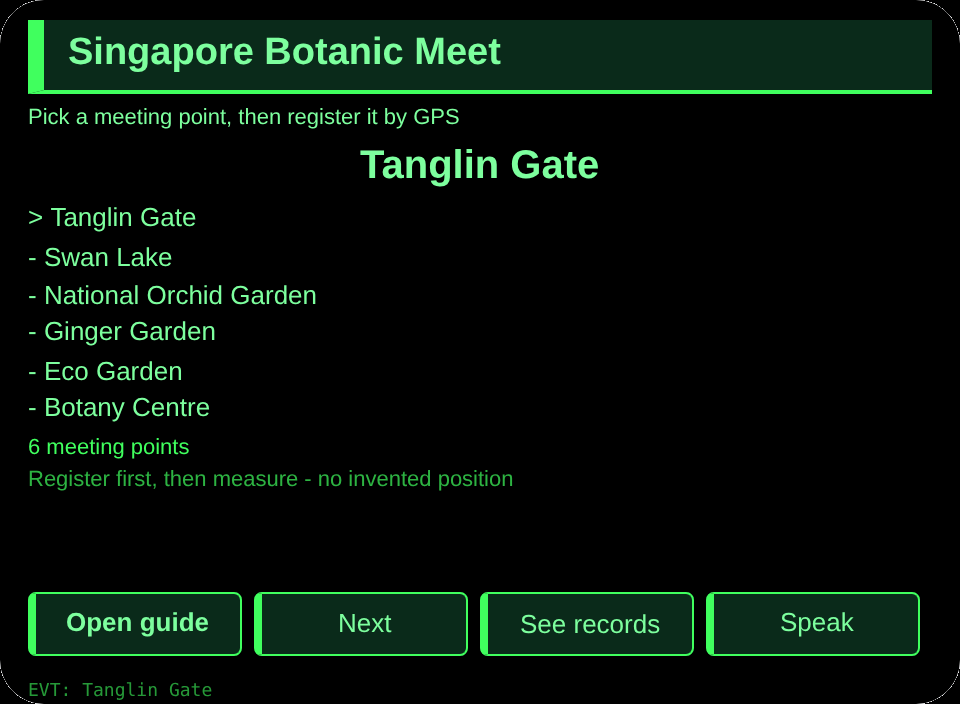 Singapore Botanic Meet
Pick a meeting point, then register it by GPS
Tanglin Gate
> Tanglin Gate
- Swan Lake
- National Orchid Garden
- Ginger Garden
- Eco Garden
- Botany Centre
6 meeting points
Register first, then measure - no invented position
Open guide
Next
See records
Speak
EVT: Tanglin Gate